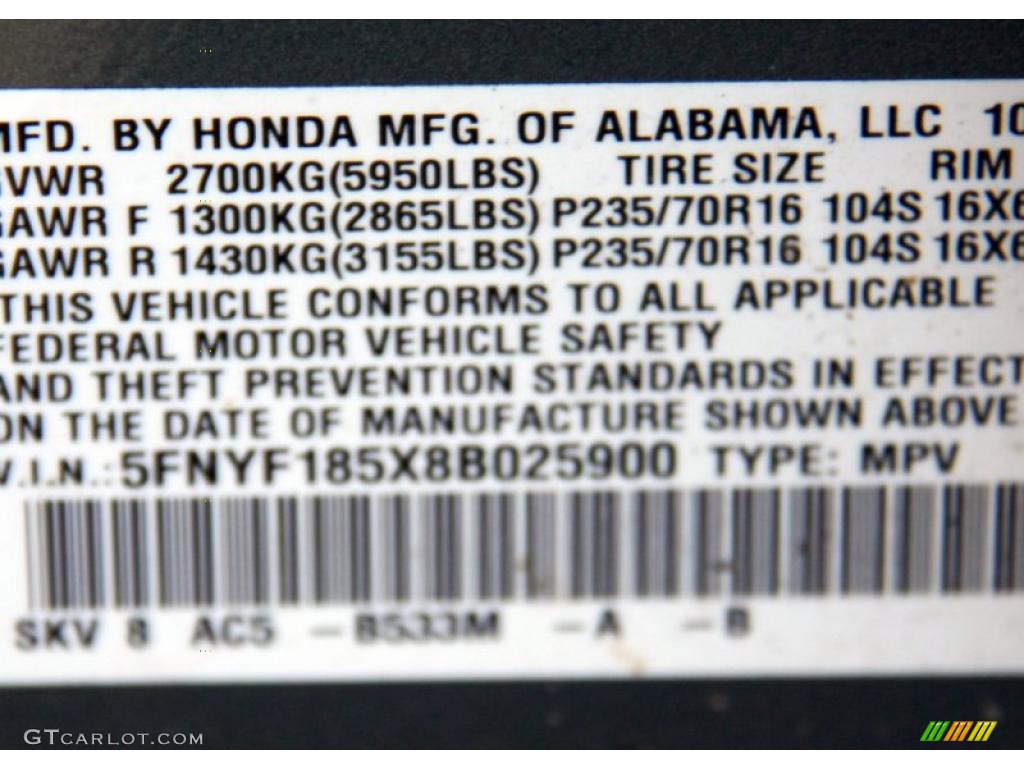 MFD. BY HONDA MFG. OF ALABAMA, LLC 10
GVWR 2700KG(5950LBS) TIRE SIZE RIM
GAWR F 1300KG(2865LBS) P235/70R16 104S 16X6
GAWR R 1430KG(3155LBS) P235/70R16 104S 16X6
THIS VEHICLE CONFORMS TO ALL APPLICABLE
FEDERAL MOTOR VEHICLE SAFETY
AND THEFT PREVENTION STANDARDS IN EFFECT
ON THE DATE OF MANUFACTURE SHOWN ABOVE
V.I.N.: 5FNYF185X8B025900 TYPE: MPV
SKV 8 AC5 – B533M – A – B
GTCARLOT.COM